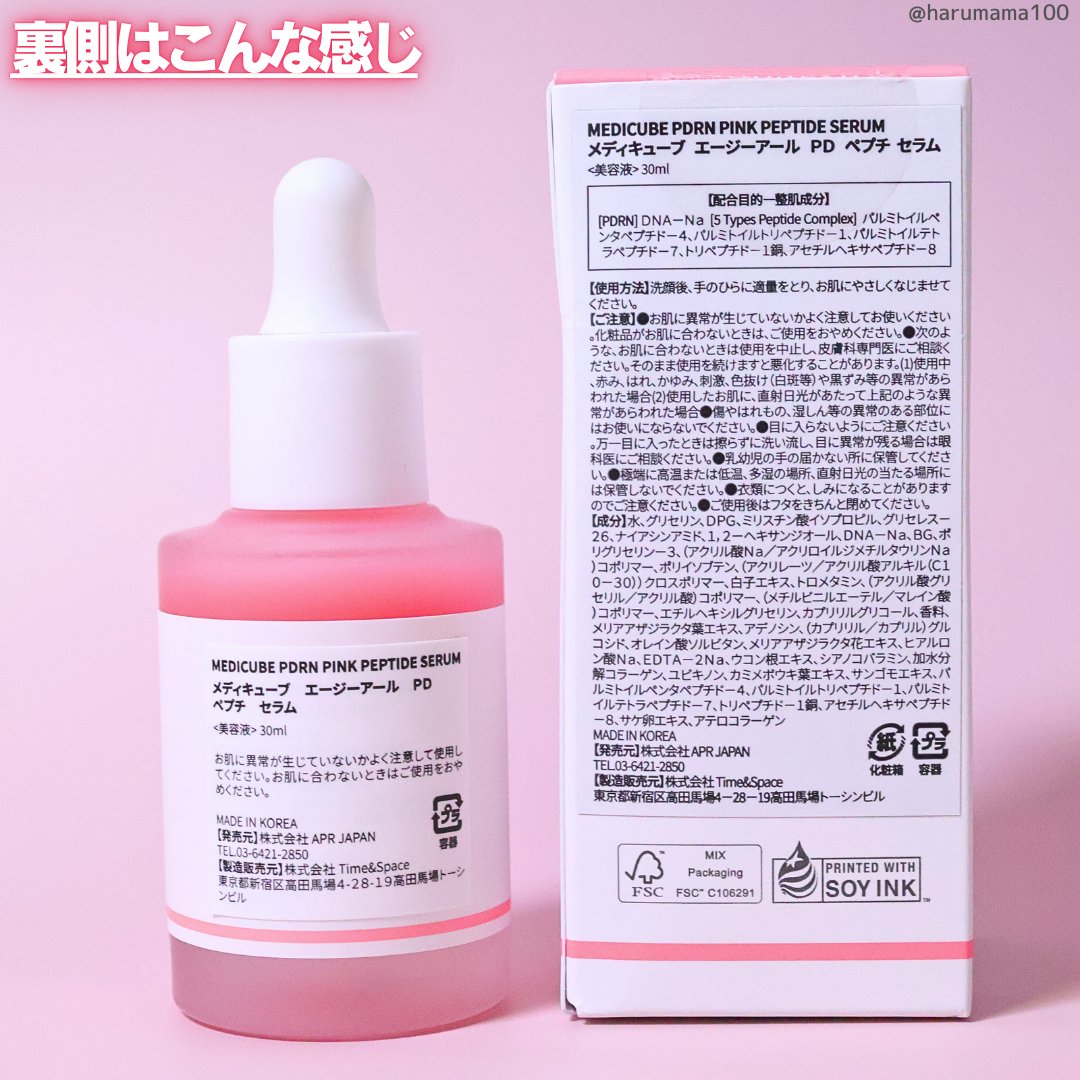 @harumama100
裏側はこんな感じ
MEDICUBE PDRN PINK PEPTIDE SERUM
メディキューブ エージーアール PD ペプチ セラム
<美容液> 30ml
【配合目的一整肌成分】
[PDRN] DNA－Na [5 Types Peptide Complex] パルミトイルペ
ンタペプチドー4、パルミトイルトリペプチドー1、パルミトイルテト
ラペプチドー7、トリペプチドー1銅、アセチルヘキサペプチドー8
【使用方法】洗顔後、手のひらに適量をとり、お肌にやさしくなじませて
ください。
【ご注意】●お肌に異常が生じていないかよく注意してお使いください
。化粧品がお肌に合わないときは、ご使用をおやめください。●次のよ
うな、お肌に合わないときは使用を中止し、皮膚科専門医にご相談く
ださい。そのまま使用を続けますと悪化することがあります。(1)使用中
、赤み、はれ、かゆみ、刺激、色抜け(白斑等)や黒ずみ等の異常があら
われた場合(2)使用したお肌に、直射日光があたって上記のような異
常があらわれた場合●傷やはれもの、湿しん等の異常のある部位に
はお使いにならないでください。●目に入らないようにご注意ください
。万一目に入ったときは擦らずに洗い流し、目に異常が残る場合は眼
科医にご相談ください。●乳幼児の手の届かない所に保管してくださ
い。●極端に高温または低温、多湿の場所、直射日光の当たる場所に
は保管しないでください。●衣類につくと、しみになることがあります
のでご注意ください。●ご使用後はフタをきちんと閉めてください。
【成分】水、グリセリン、DPG、ミリスチン酸イソプロピル、グリセレスー
26、ナイアシンアミド、1，2－ヘキサンジオール、DNA－Na、BG、ポ
リグリセリン－3、(アクリル酸Na／アクリロイルジメチルタウリンNa
)コポリマー、ポリイソブテン、(アクリレーツ／アクリル酸アルキル(C1
0－30))クロスポリマー、白子エキス、トロメタミン、(アクリル酸グリ
セリル／アクリル酸)コポリマー、(メチルビニルエーテル／マレイン酸
)コポリマー、エチルヘキシルグリセリン、カプリリルグリコール、香料、
メリアアザジラクタ葉エキス、アデノシン、(カプリリル／カプリル)グル
コシド、オレイン酸ソルビタン、メリアアザジラクタ花エキス、ヒアルロ
ン酸Na、EDTA－2Na、ウコン根エキス、シアノコバラミン、加水分
解コラーゲン、ユビキノン、カミメボウキ葉エキス、サンゴモエキス、パ
ルミトイルペンタペプチドー4、パルミトイルトリペプチドー1、パルミト
イルテトラペプチドー7、トリペプチドー1銅、アセチルヘキサペプチド
－8、サケ卵エキス、アテロコラーゲン
MADE IN KOREA
【発売元】株式会社 APR JAPAN
TEL.03-6421-2850
【製造販売元】株式会社 Time&Space
東京都新宿区高田馬場4－28－19高田馬場トーシンビル
紙
化粧箱
プラ
容器
FSC
MIX
Packaging
FSC™ C106291
PRINTED WITH
SOY INK™
MEDICUBE PDRN PINK PEPTIDE SERUM
メディキューブ エージーアール PD
ペプチ セラム
<美容液> 30ml
お肌に異常が生じていないかよく注意して使用し
てください。お肌に合わないときはご使用をおや
めください。
MADE IN KOREA
【発売元】株式会社 APR JAPAN
TEL.03-6421-2850
【製造販売元】株式会社 Time&Space
東京都新宿区高田馬場4-28-19高田馬場トーシ
ンビル
プラ
容器